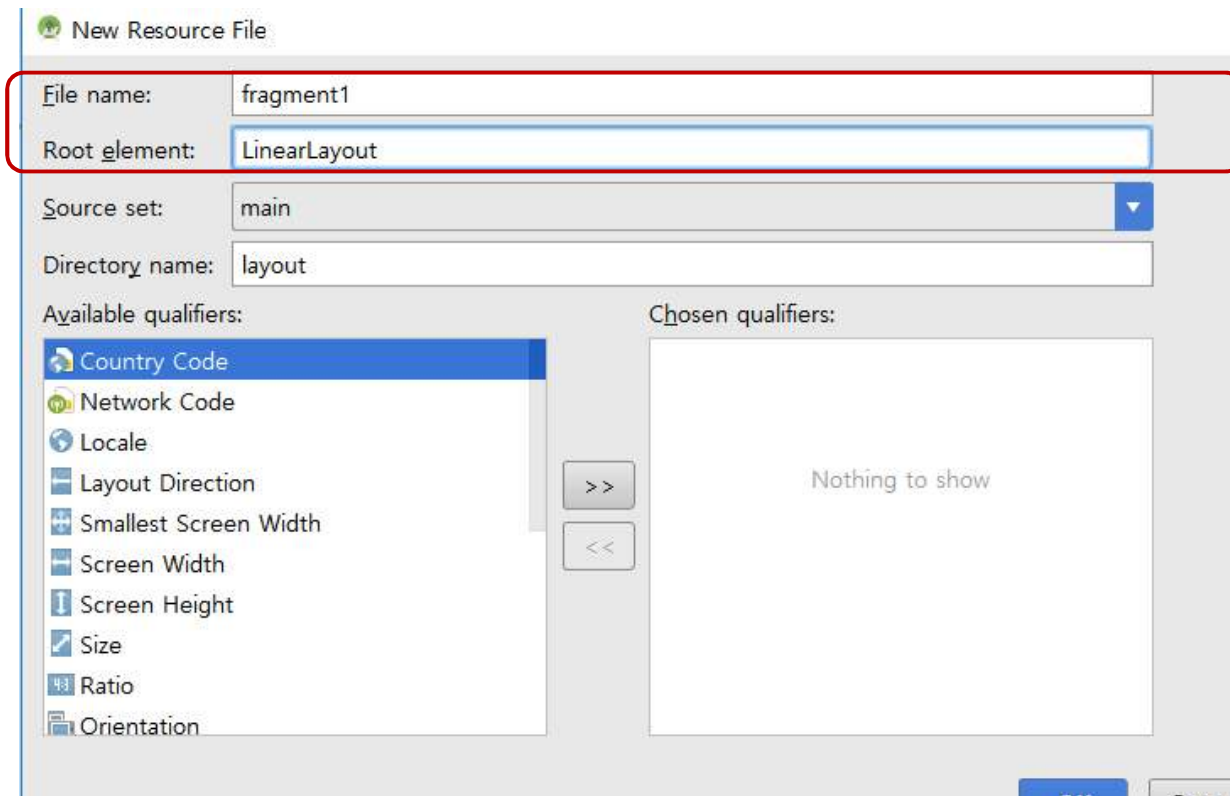 New Resource File
File name: fragment1
Root element: LinearLayout
Source set: main
Directory name: layout
Available qualifiers:
Chosen qualifiers:
Country Code
Network Code
Locale
Layout Direction
Smallest Screen Width
Screen Width
Screen Height
Size
Ratio
Orientation
>>
<<
Nothing to show